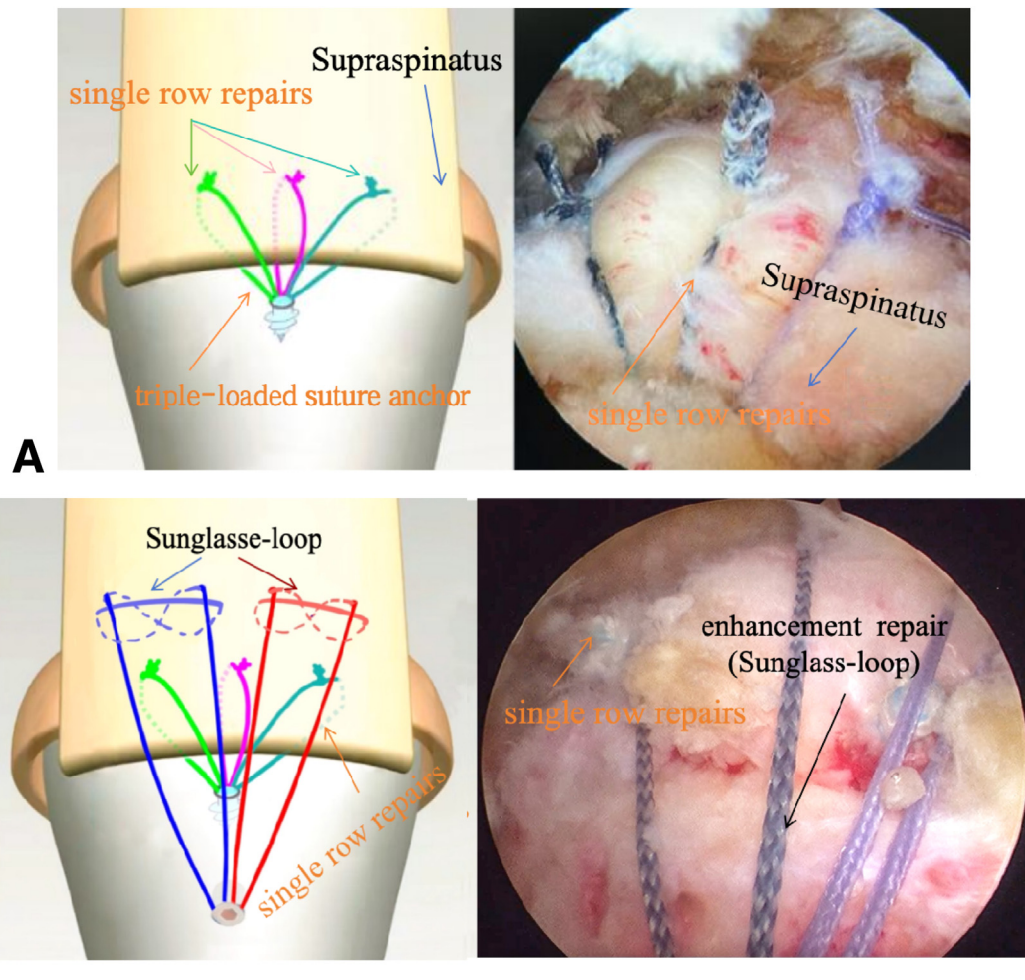 Supraspinatus
single row repairs
triple-loaded suture anchor
Supraspinatus
single row repairs
A
Sunglasse-loop
single row repairs
enhancement repair
(Sunglass-loop)
single row repairs